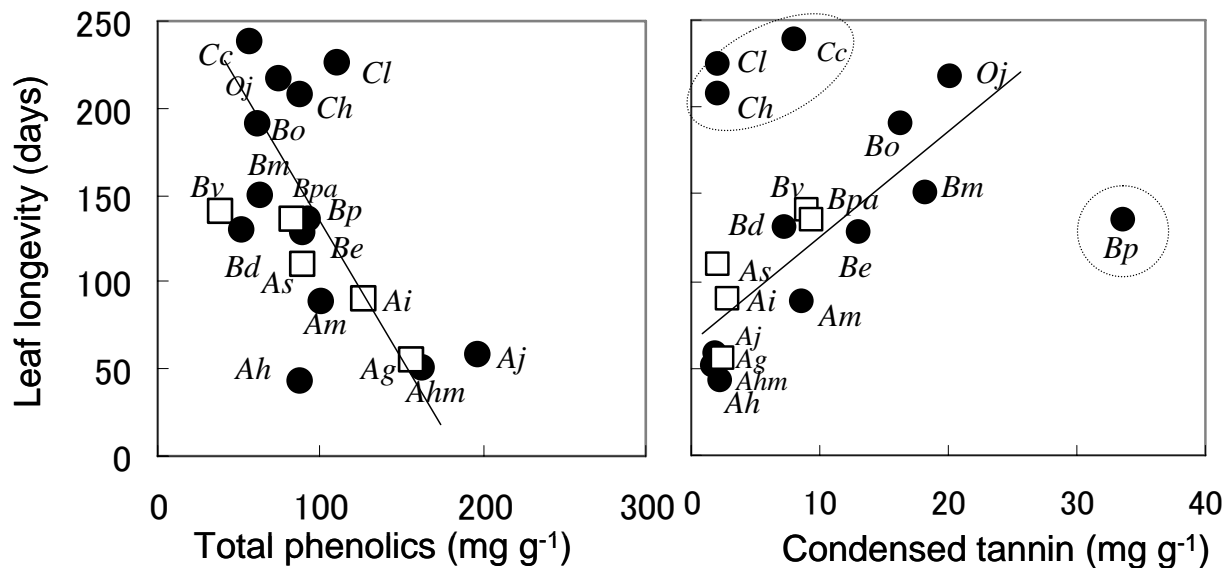 Leaf longevity (days)
250
200
150
100
50
0
Cc
Cl
Oj
Ch
Bo
Bm
Bv
Bpa
Bp
Be
Bd
As
Ai
Am
Ah
Ag
Ahm
Aj
0
100
200
300
Total phenolics (mg g-1)
Cl
Cc
Ch
Oj
Bo
Bm
Bv
Bpa
Bd
Be
Bp
As
Ai
Am
Aj
Ag
Ahm
Ah
0
10
20
30
40
Condensed tannin (mg g-1)